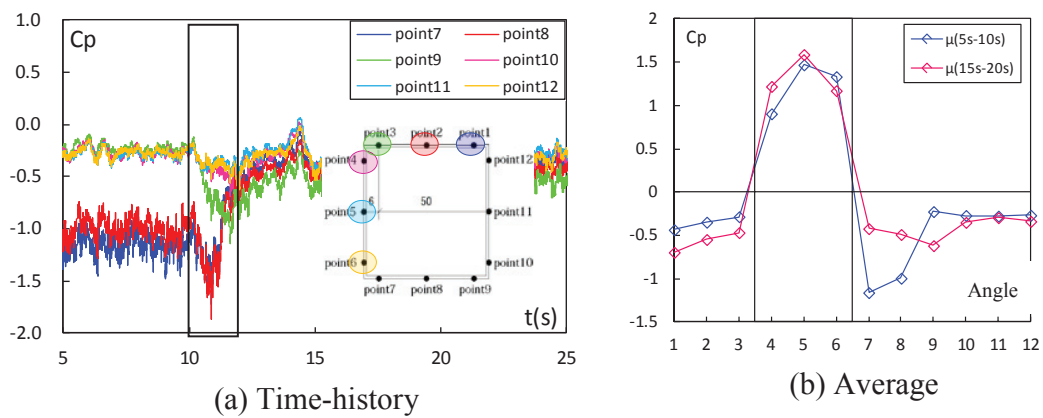 1.0
0.0
-0.5
-1.0
-1.5
-2.0
Cp
point7 point8
point9 point10
point11 point12
point3 point2 point1
point4 point12
point5 6 50 point11
point6 point10
point7 point8 point9
t(s)
5 10 15 20 25
(a) Time-history
2
1.5
1
0.5
0
-0.5
-1
-1.5
Cp
μ(5s-10s)
μ(15s-20s)
Angle
1 2 3 4 5 6 7 8 9 10 11 12
(b) Average